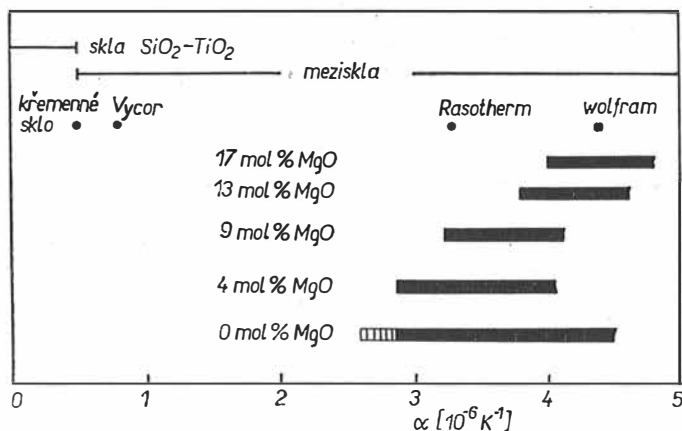 skla SiO₂-TiO₂
meziskla
křemenné sklo
Vycor
Rasotherm
wolfram
17 mol % MgO
13 mol % MgO
9 mol % MgO
4 mol % MgO
0 mol % MgO
0 1 2 3 4 5
α [10⁻⁶ K⁻¹]